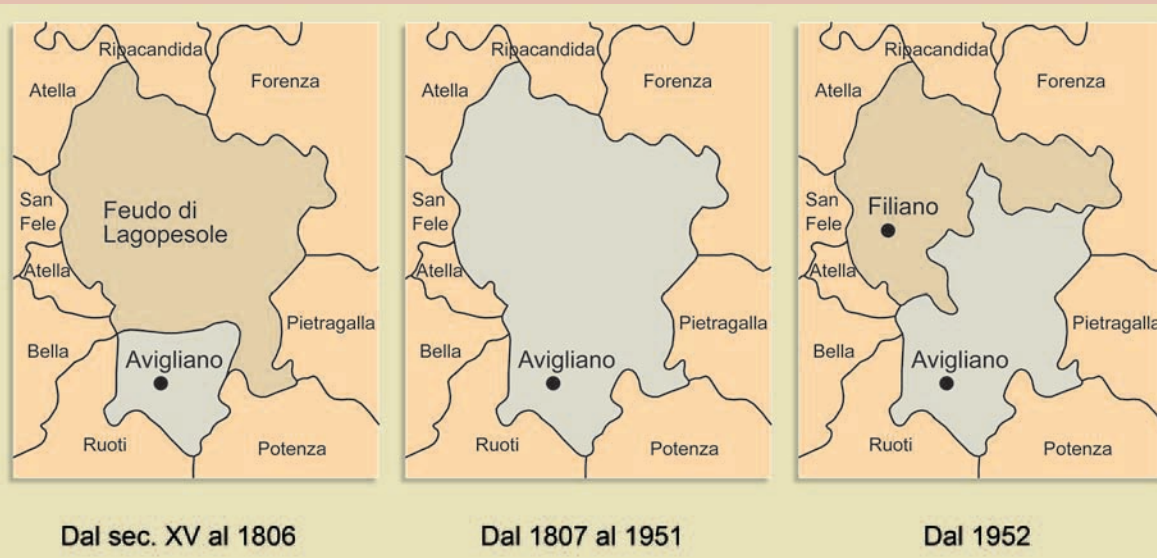 Ripacandida
Atella
Forenza
San
Fele
Feudo di
Lagopesole
Atella
Pietragalla
Bella
Avigliano
Ruoti
Potenza
Dal sec. XV al 1806
Ripacandida
Atella
Forenza
San
Fele
Atella
Pietragalla
Bella
Avigliano
Ruoti
Potenza
Dal 1807 al 1951
Ripacandida
Atella
Forenza
San
Fele
Filiano
Atella
Pietragalla
Bella
Avigliano
Ruoti
Potenza
Dal 1952